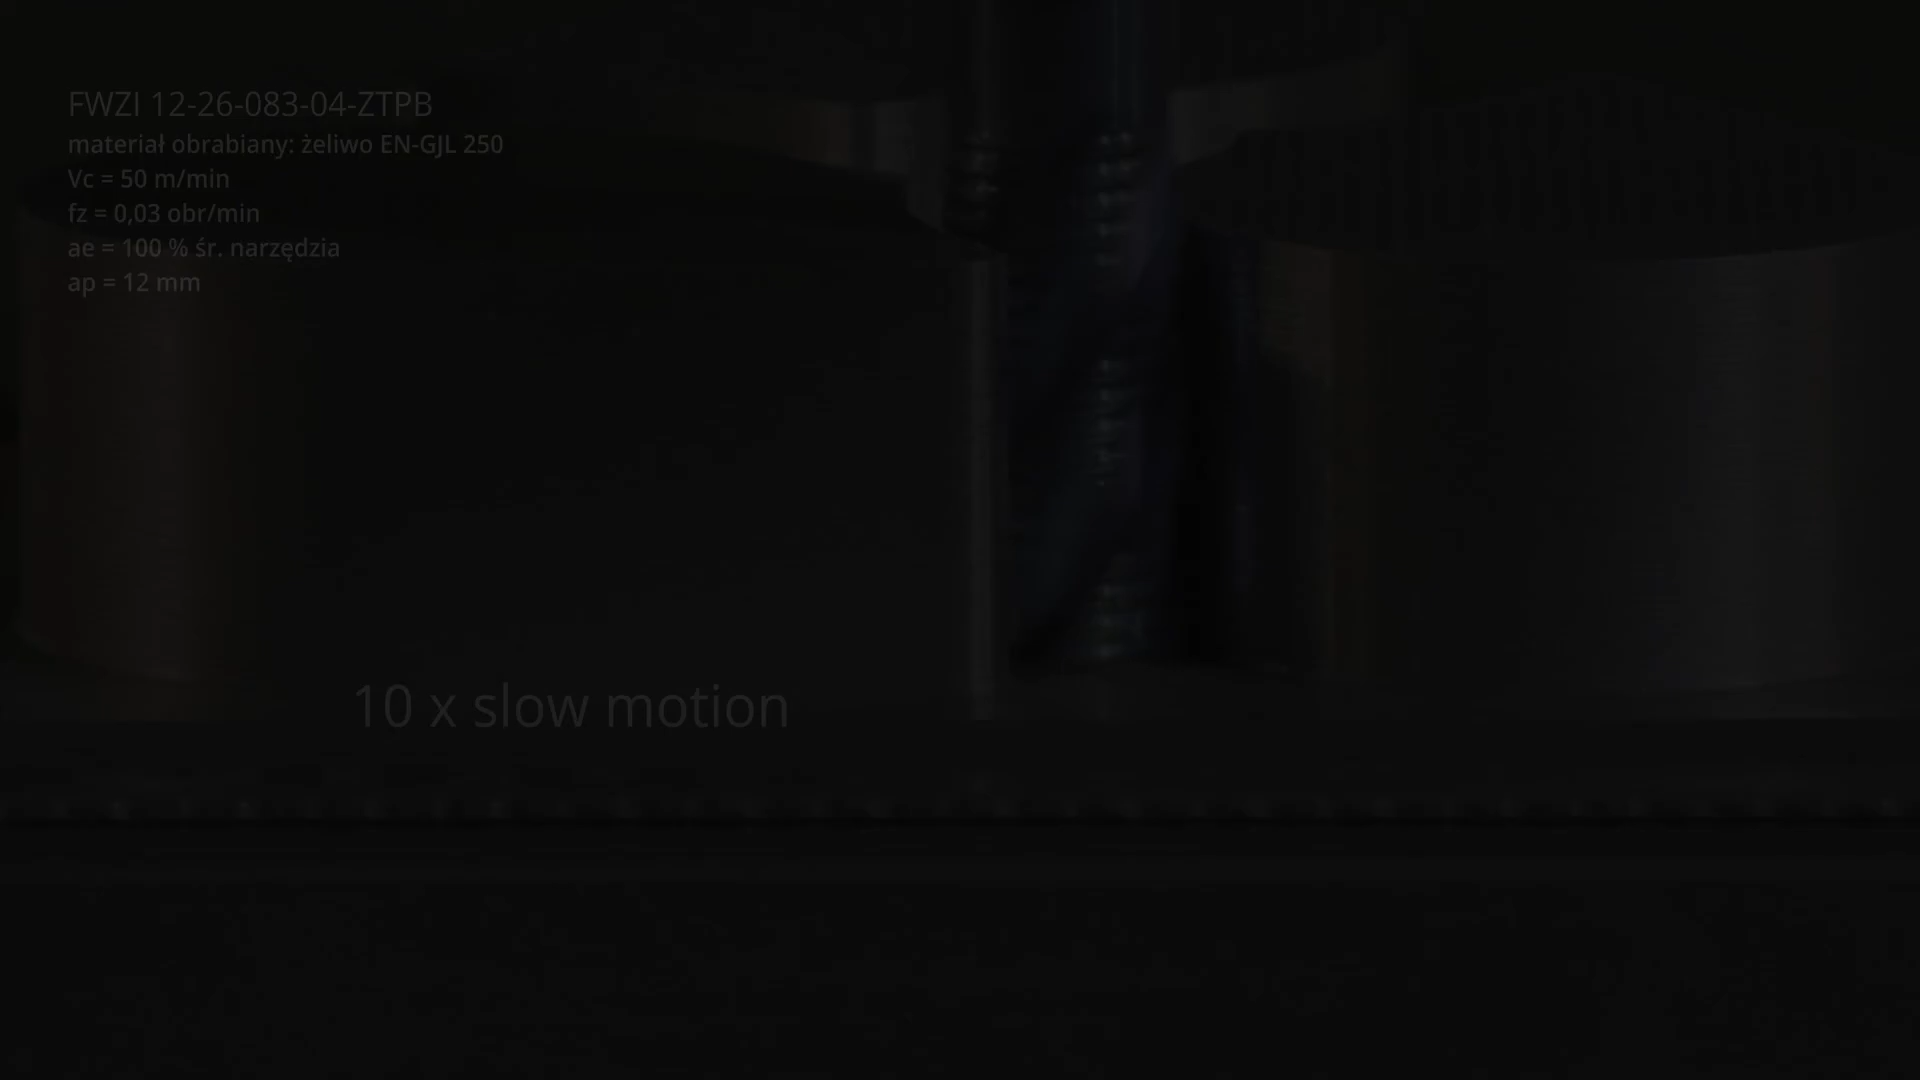 FWZI 12-26-083-04-ZTPB
materiał obrabiany: żeliwo EN-GJL 250
Vc = 50 m/min
fz = 0,03 obr/min
ae = 100 % śr. narzędzia
ap = 12 mm
10 x slow motion